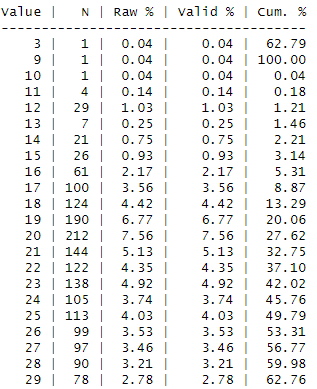 Value | N | Raw % | Valid % | Cum. %
----------------------------------------
3 | 1 | 0.04 | 0.04 | 62.79
9 | 1 | 0.04 | 0.04 | 100.00
10 | 1 | 0.04 | 0.04 | 0.04
11 | 4 | 0.14 | 0.14 | 0.18
12 | 29 | 1.03 | 1.03 | 1.21
13 | 7 | 0.25 | 0.25 | 1.46
14 | 21 | 0.75 | 0.75 | 2.21
15 | 26 | 0.93 | 0.93 | 3.14
16 | 61 | 2.17 | 2.17 | 5.31
17 | 100 | 3.56 | 3.56 | 8.87
18 | 124 | 4.42 | 4.42 | 13.29
19 | 190 | 6.77 | 6.77 | 20.06
20 | 212 | 7.56 | 7.56 | 27.62
21 | 144 | 5.13 | 5.13 | 32.75
22 | 122 | 4.35 | 4.35 | 37.10
23 | 138 | 4.92 | 4.92 | 42.02
24 | 105 | 3.74 | 3.74 | 45.76
25 | 113 | 4.03 | 4.03 | 49.79
26 | 99 | 3.53 | 3.53 | 53.31
27 | 97 | 3.46 | 3.46 | 56.77
28 | 90 | 3.21 | 3.21 | 59.98
29 | 78 | 2.78 | 2.78 | 62.76